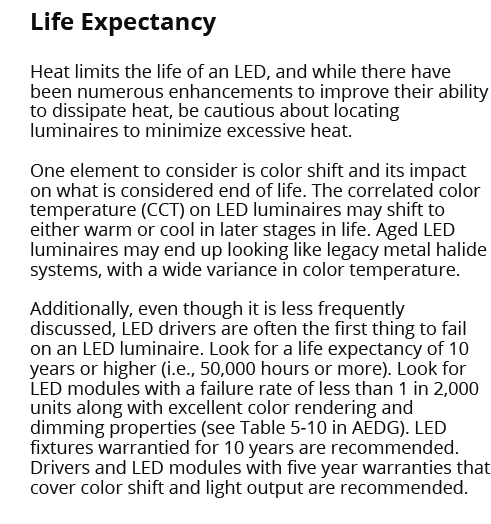 Life Expectancy
Heat limits the life of an LED, and while there have
been numerous enhancements to improve their ability
to dissipate heat, be cautious about locating
luminaires to minimize excessive heat.
One element to consider is color shift and its impact
on what is considered end of life. The correlated color
temperature (CCT) on LED luminaires may shift to
either warm or cool in later stages in life. Aged LED
luminaires may end up looking like legacy metal halide
systems, with a wide variance in color temperature.
Additionally, even though it is less frequently
discussed, LED drivers are often the first thing to fail
on an LED luminaire. Look for a life expectancy of 10
years or higher (i.e., 50,000 hours or more). Look for
LED modules with a failure rate of less than 1 in 2,000
units along with excellent color rendering and
dimming properties (see Table 5-10 in AEDG). LED
fixtures warrantied for 10 years are recommended.
Drivers and LED modules with five year warranties that
cover color shift and light output are recommended.